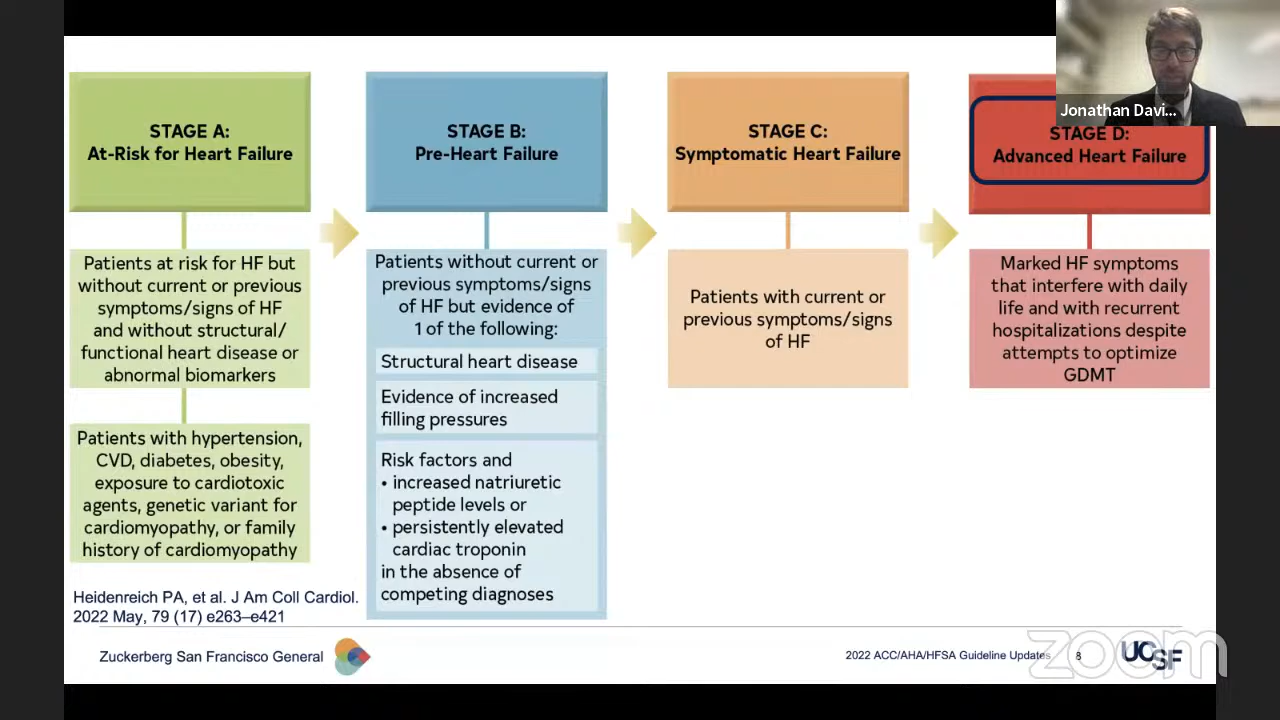 STAGE A:
At-Risk for Heart Failure
Patients at risk for HF but
without current or previous
symptoms/signs of HF
and without structural/
functional heart disease or
abnormal biomarkers
Patients with hypertension,
CVD, diabetes, obesity,
exposure to cardiotoxic
agents, genetic variant for
cardiomyopathy, or family
history of cardiomyopathy
STAGE B:
Pre-Heart Failure
Patients without current or
previous symptoms/signs
of HF but evidence of
1 of the following:
Structural heart disease
Evidence of increased
filling pressures
Risk factors and
• increased natriuretic
peptide levels or
• persistently elevated
cardiac troponin
in the absence of
competing diagnoses
STAGE C:
Symptomatic Heart Failure
Patients with current or
previous symptoms/signs
of HF
STAGE D:
Advanced Heart Failure
Marked HF symptoms
that interfere with daily
life and with recurrent
hospitalizations despite
attempts to optimize
GDMT
Jonathan Davi...
Heidenreich PA, et al. J Am Coll Cardiol.
2022 May, 79 (17) e263–e421
Zuckerberg San Francisco General
2022 ACC/AHA/HFSA Guideline Updates
8
UCSF
zoom